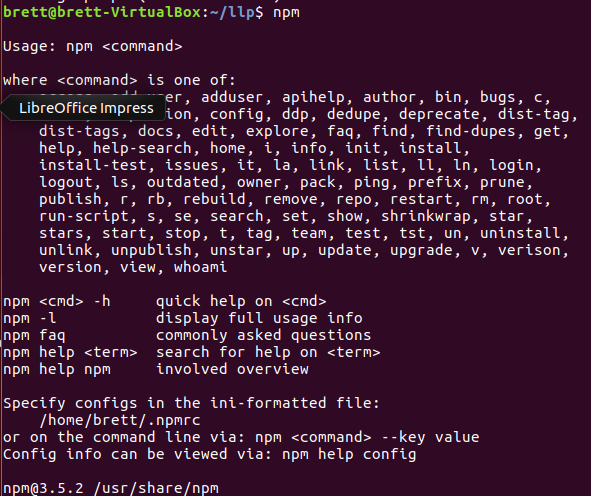 brett@brett-VirtualBox:~/llp$ npm
Usage: npm <command>
where <command> is one of:
user, adduser, apihelp, author, bin, bugs, c,
LibreOffice Impress
config, ddp, dedupe, deprecate, dist-tag,
dist-tags, docs, edit, explore, faq, find, find-dupes, get,
help, help-search, home, i, info, init, install,
install-test, issues, it, la, link, list, ll, ln, login,
logout, ls, outdated, owner, pack, ping, prefix, prune,
publish, r, rb, rebuild, remove, repo, restart, rm, root,
run-script, s, se, search, set, show, shrinkwrap, star,
stars, start, stop, t, tag, team, test, tst, un, uninstall,
unlink, unpublish, unstar, up, update, upgrade, v, verison,
version, view, whoami
npm <cmd> -h quick help on <cmd>
npm -l display full usage info
npm faq commonly asked questions
npm help <term> search for help on <term>
npm help npm involved overview
Specify configs in the ini-formatted file:
/home/brett/.npmrc
or on the command line via: npm <command> --key value
Config info can be viewed via: npm help config
npm@3.5.2 /usr/share/npm